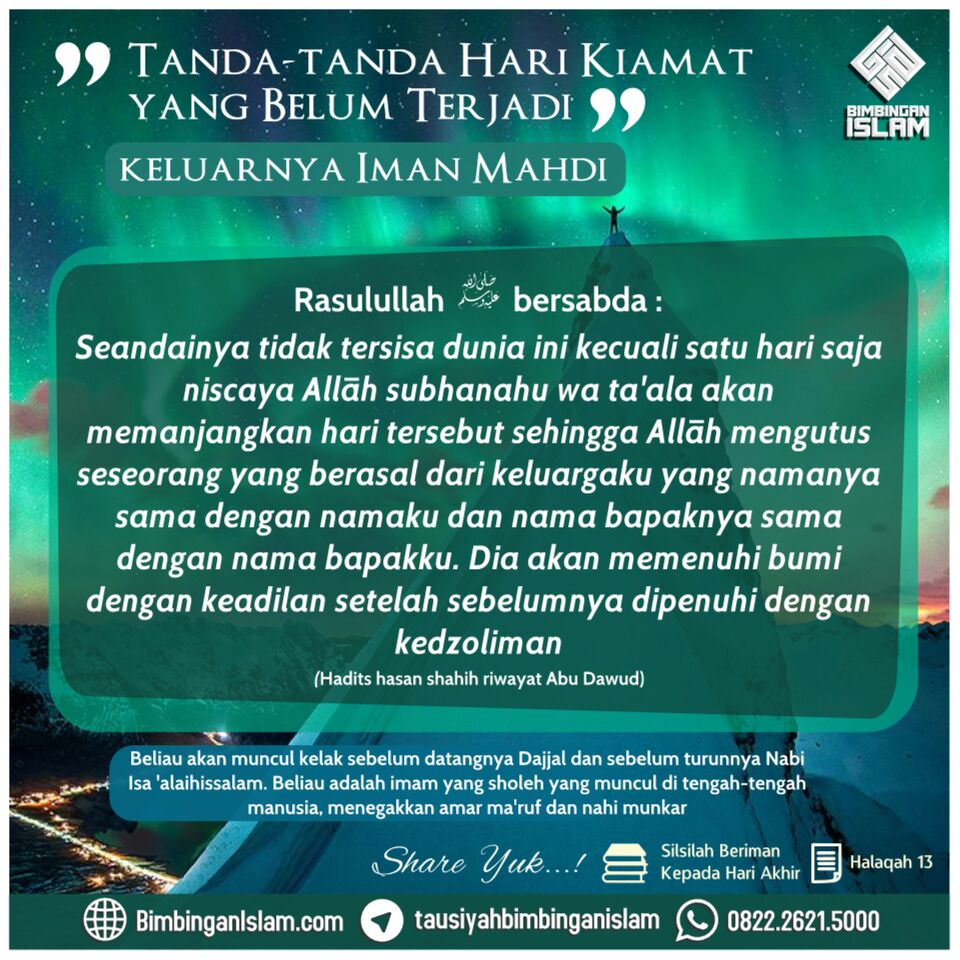 ” TANDA-TANDA HARI KIAMAT
YANG BELUM TERJADI ”
KELUARNYA IMAN MAHDI
BIMBINGAN
ISLAM
Rasulullah ﷺ bersabda :
Seandainya tidak tersisa dunia ini kecuali satu hari saja
niscaya Allāh subhanahu wa ta'ala akan
memanjangkan hari tersebut sehingga Allāh mengutus
seseorang yang berasal dari keluargaku yang namanya
sama dengan namaku dan nama bapaknya sama
dengan nama bapakku. Dia akan memenuhi bumi
dengan keadilan setelah sebelumnya dipenuhi dengan
kedzoliman
(Hadits hasan shahih riwayat Abu Dawud)
Beliau akan muncul kelak sebelum datangnya Dajjal dan sebelum turunnya Nabi
Isa 'alaihissalam. Beliau adalah imam yang sholeh yang muncul di tengah-tengah
manusia, menegakkan amar ma'ruf dan nahi munkar
Share Yuk...!
Silsilah Beriman
Kepada Hari Akhir
Halaqah 13
BimbinganIslam.com
tausiyahbimbinganislam
0822.2621.5000